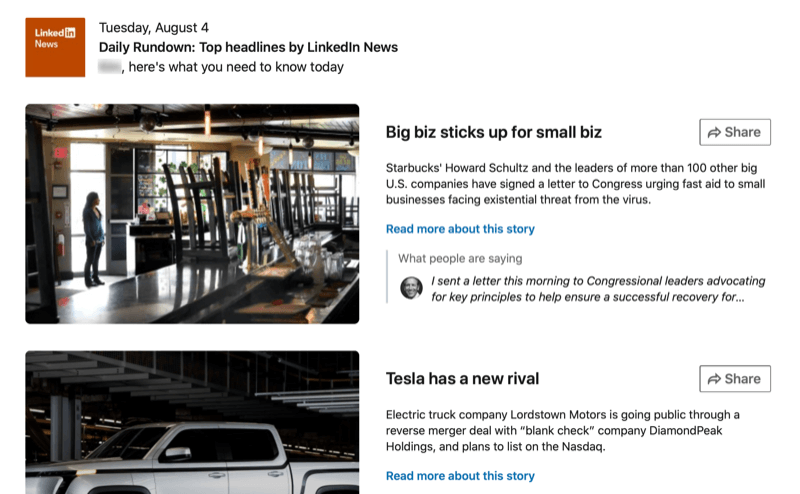 Linked in
News
Tuesday, August 4
Daily Rundown: Top headlines by LinkedIn News
, here's what you need to know today
Big biz sticks up for small biz
Share
Starbucks' Howard Schultz and the leaders of more than 100 other big
U.S. companies have signed a letter to Congress urging fast aid to small
businesses facing existential threat from the virus.
Read more about this story
What people are saying
I sent a letter this morning to Congressional leaders advocating
for key principles to help ensure a successful recovery for...
Tesla has a new rival
Share
Electric truck company Lordstown Motors is going public through a
reverse merger deal with “blank check” company DiamondPeak
Holdings, and plans to list on the Nasdaq.
Read more about this story